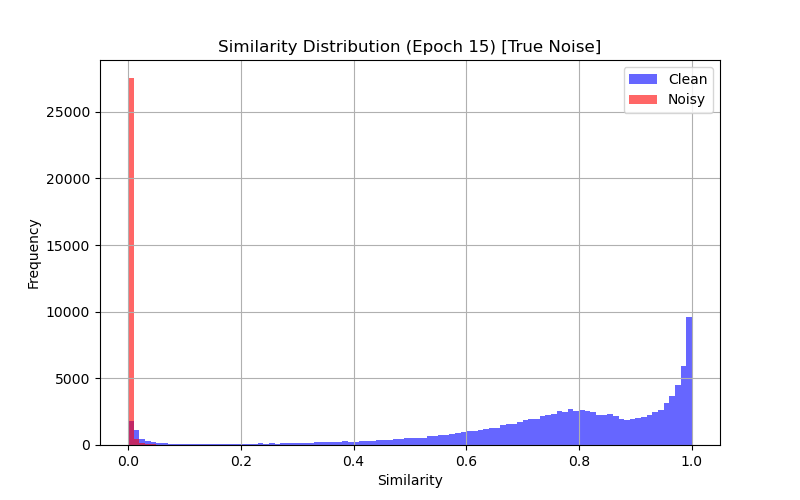 Similarity Distribution (Epoch 15) [True Noise]
Clean
Noisy
25000
20000
15000
10000
5000
0
Frequency
0.0 0.2 0.4 0.6 0.8 1.0
Similarity